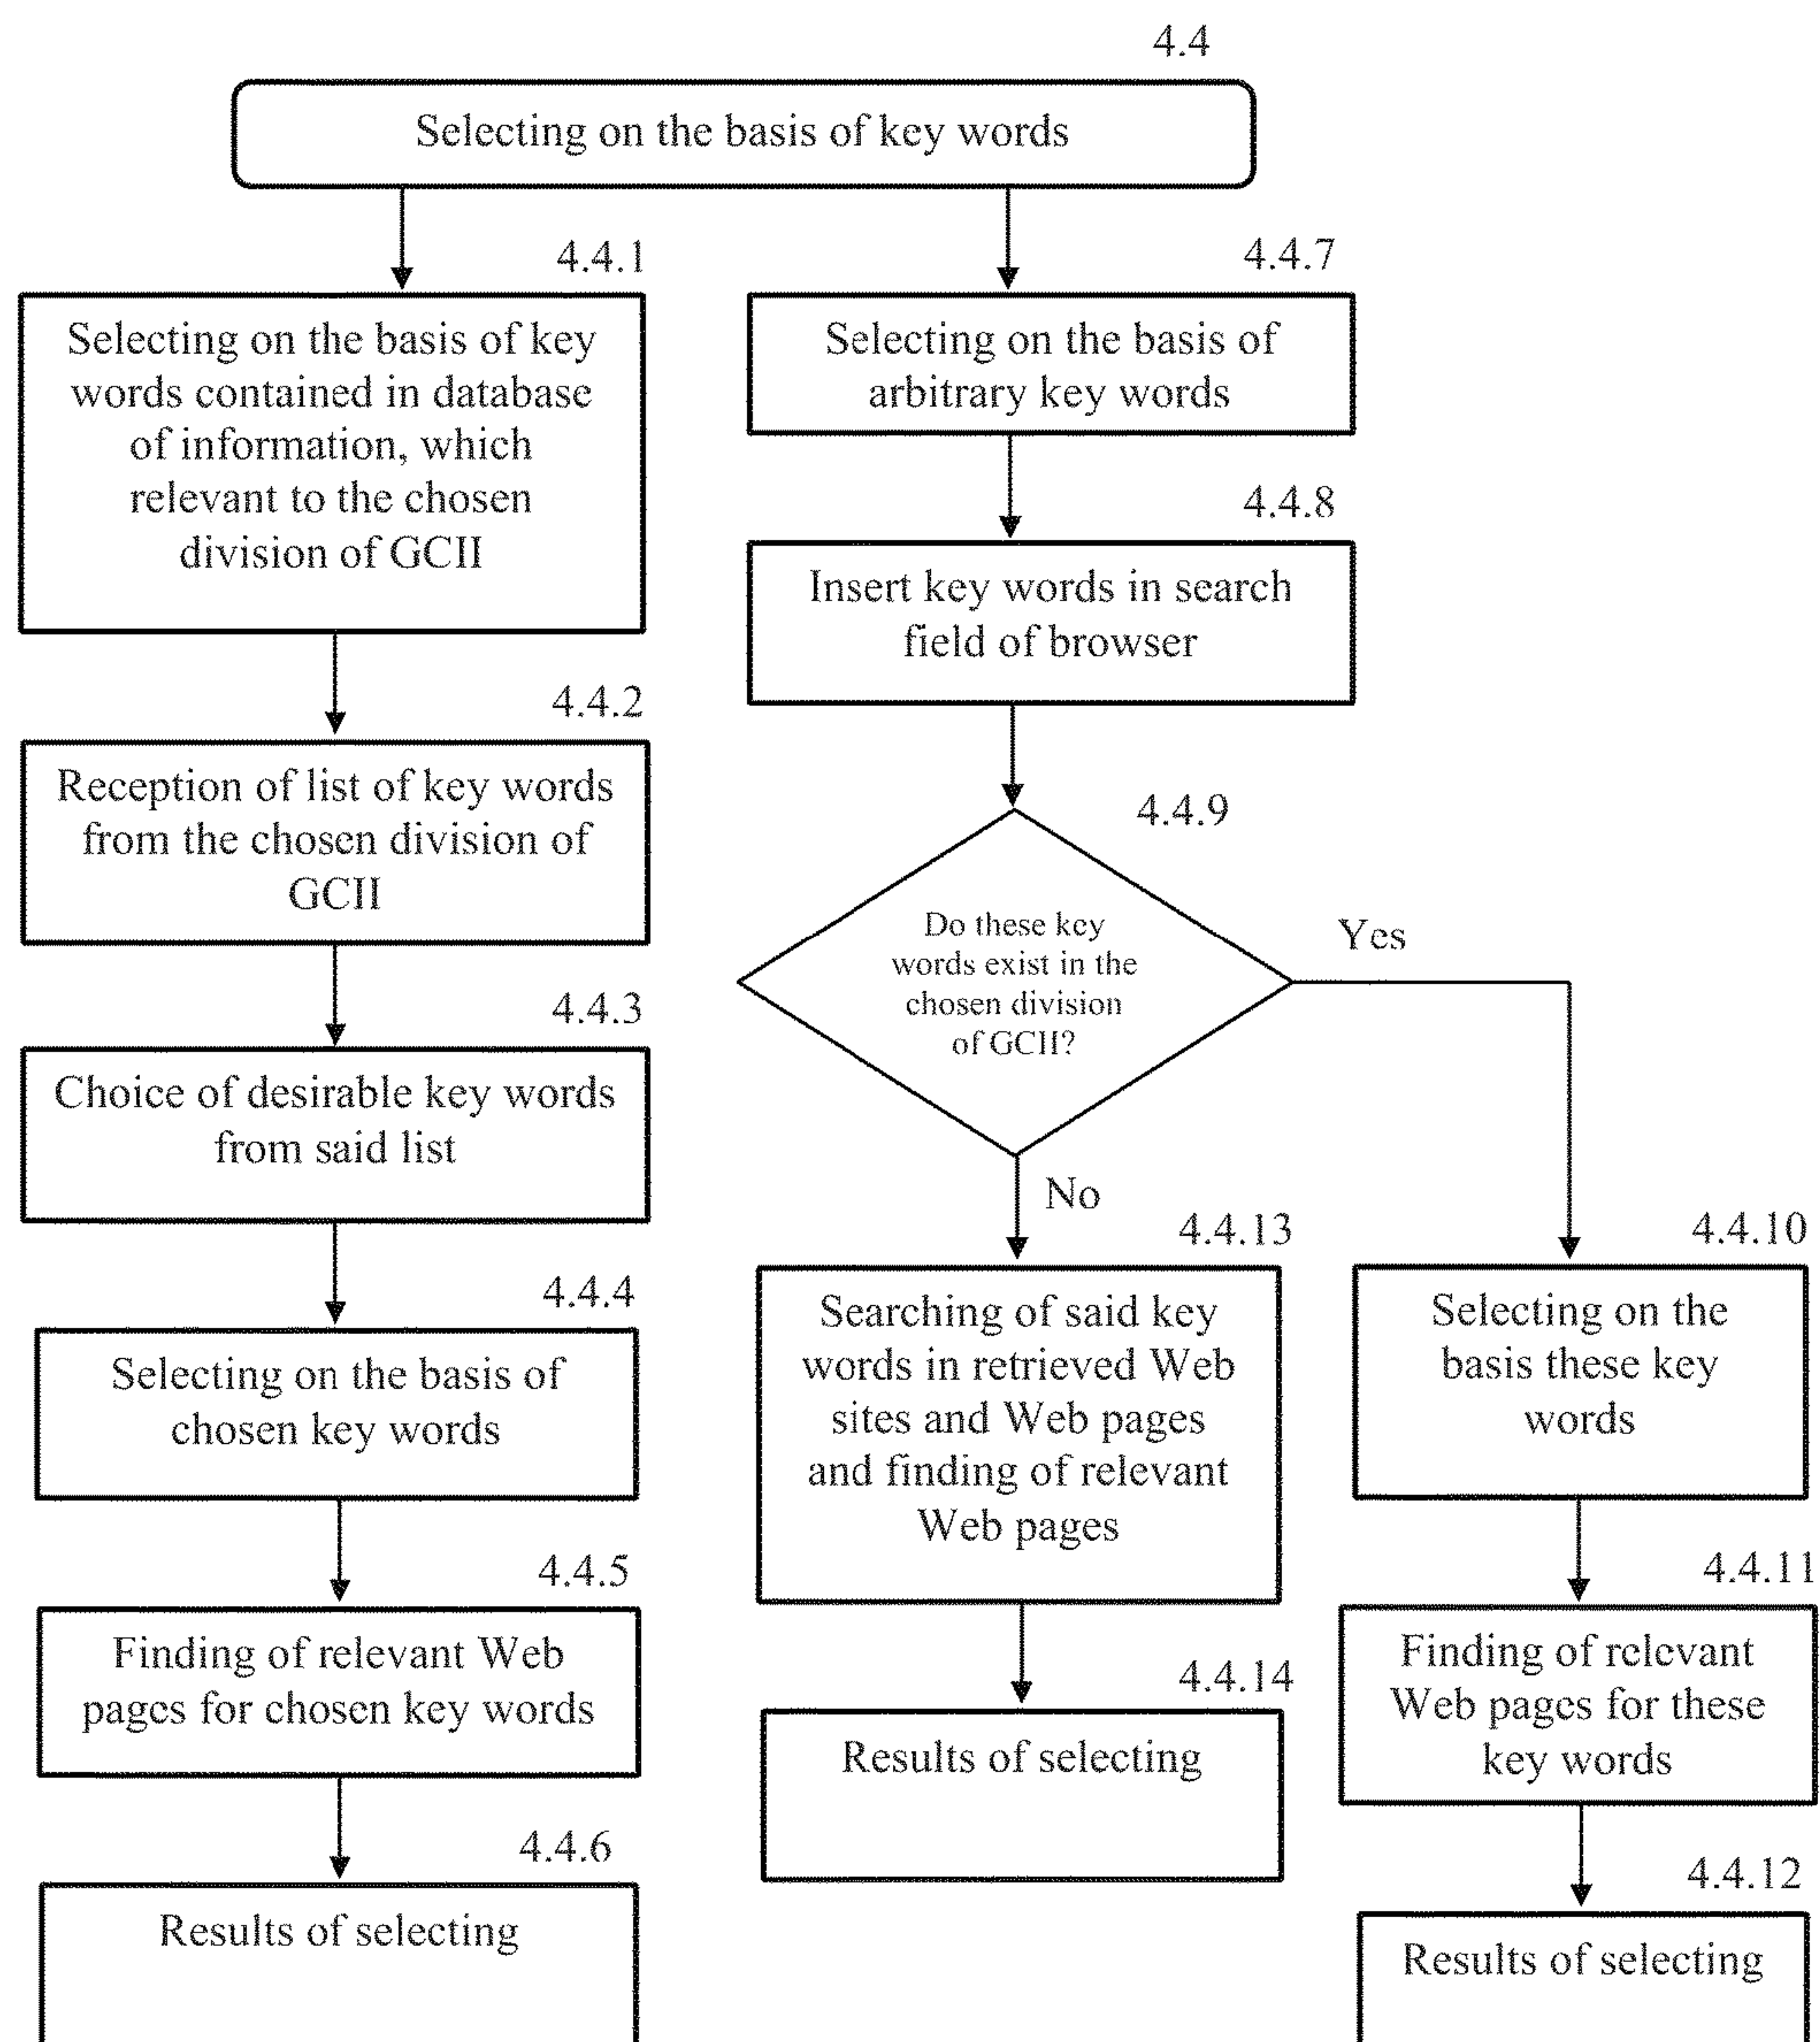 4.4
Selecting on the basis of key words
4.4.1
Selecting on the basis of key
words contained in database
of information, which
relevant to the chosen
division of GCII
4.4.2
Reception of list of key words
from the chosen division of
GCII
4.4.3
Choice of desirable key words
from said list
4.4.4
Selecting on the basis of
chosen key words
4.4.5
Finding of relevant Web
pages for chosen key words
4.4.6
Results of selecting
4.4.7
Selecting on the basis of
arbitrary key words
4.4.8
Insert key words in search
field of browser
4.4.9
Do these key
words exist in the
chosen division
of GCII?
Yes
No
4.4.13
Searching of said key
words in retrieved Web
sites and Web pages
and finding of relevant
Web pages
4.4.14
Results of selecting
4.4.10
Selecting on the
basis these key
words
4.4.11
Finding of relevant
Web pages for these
key words
4.4.12
Results of selecting